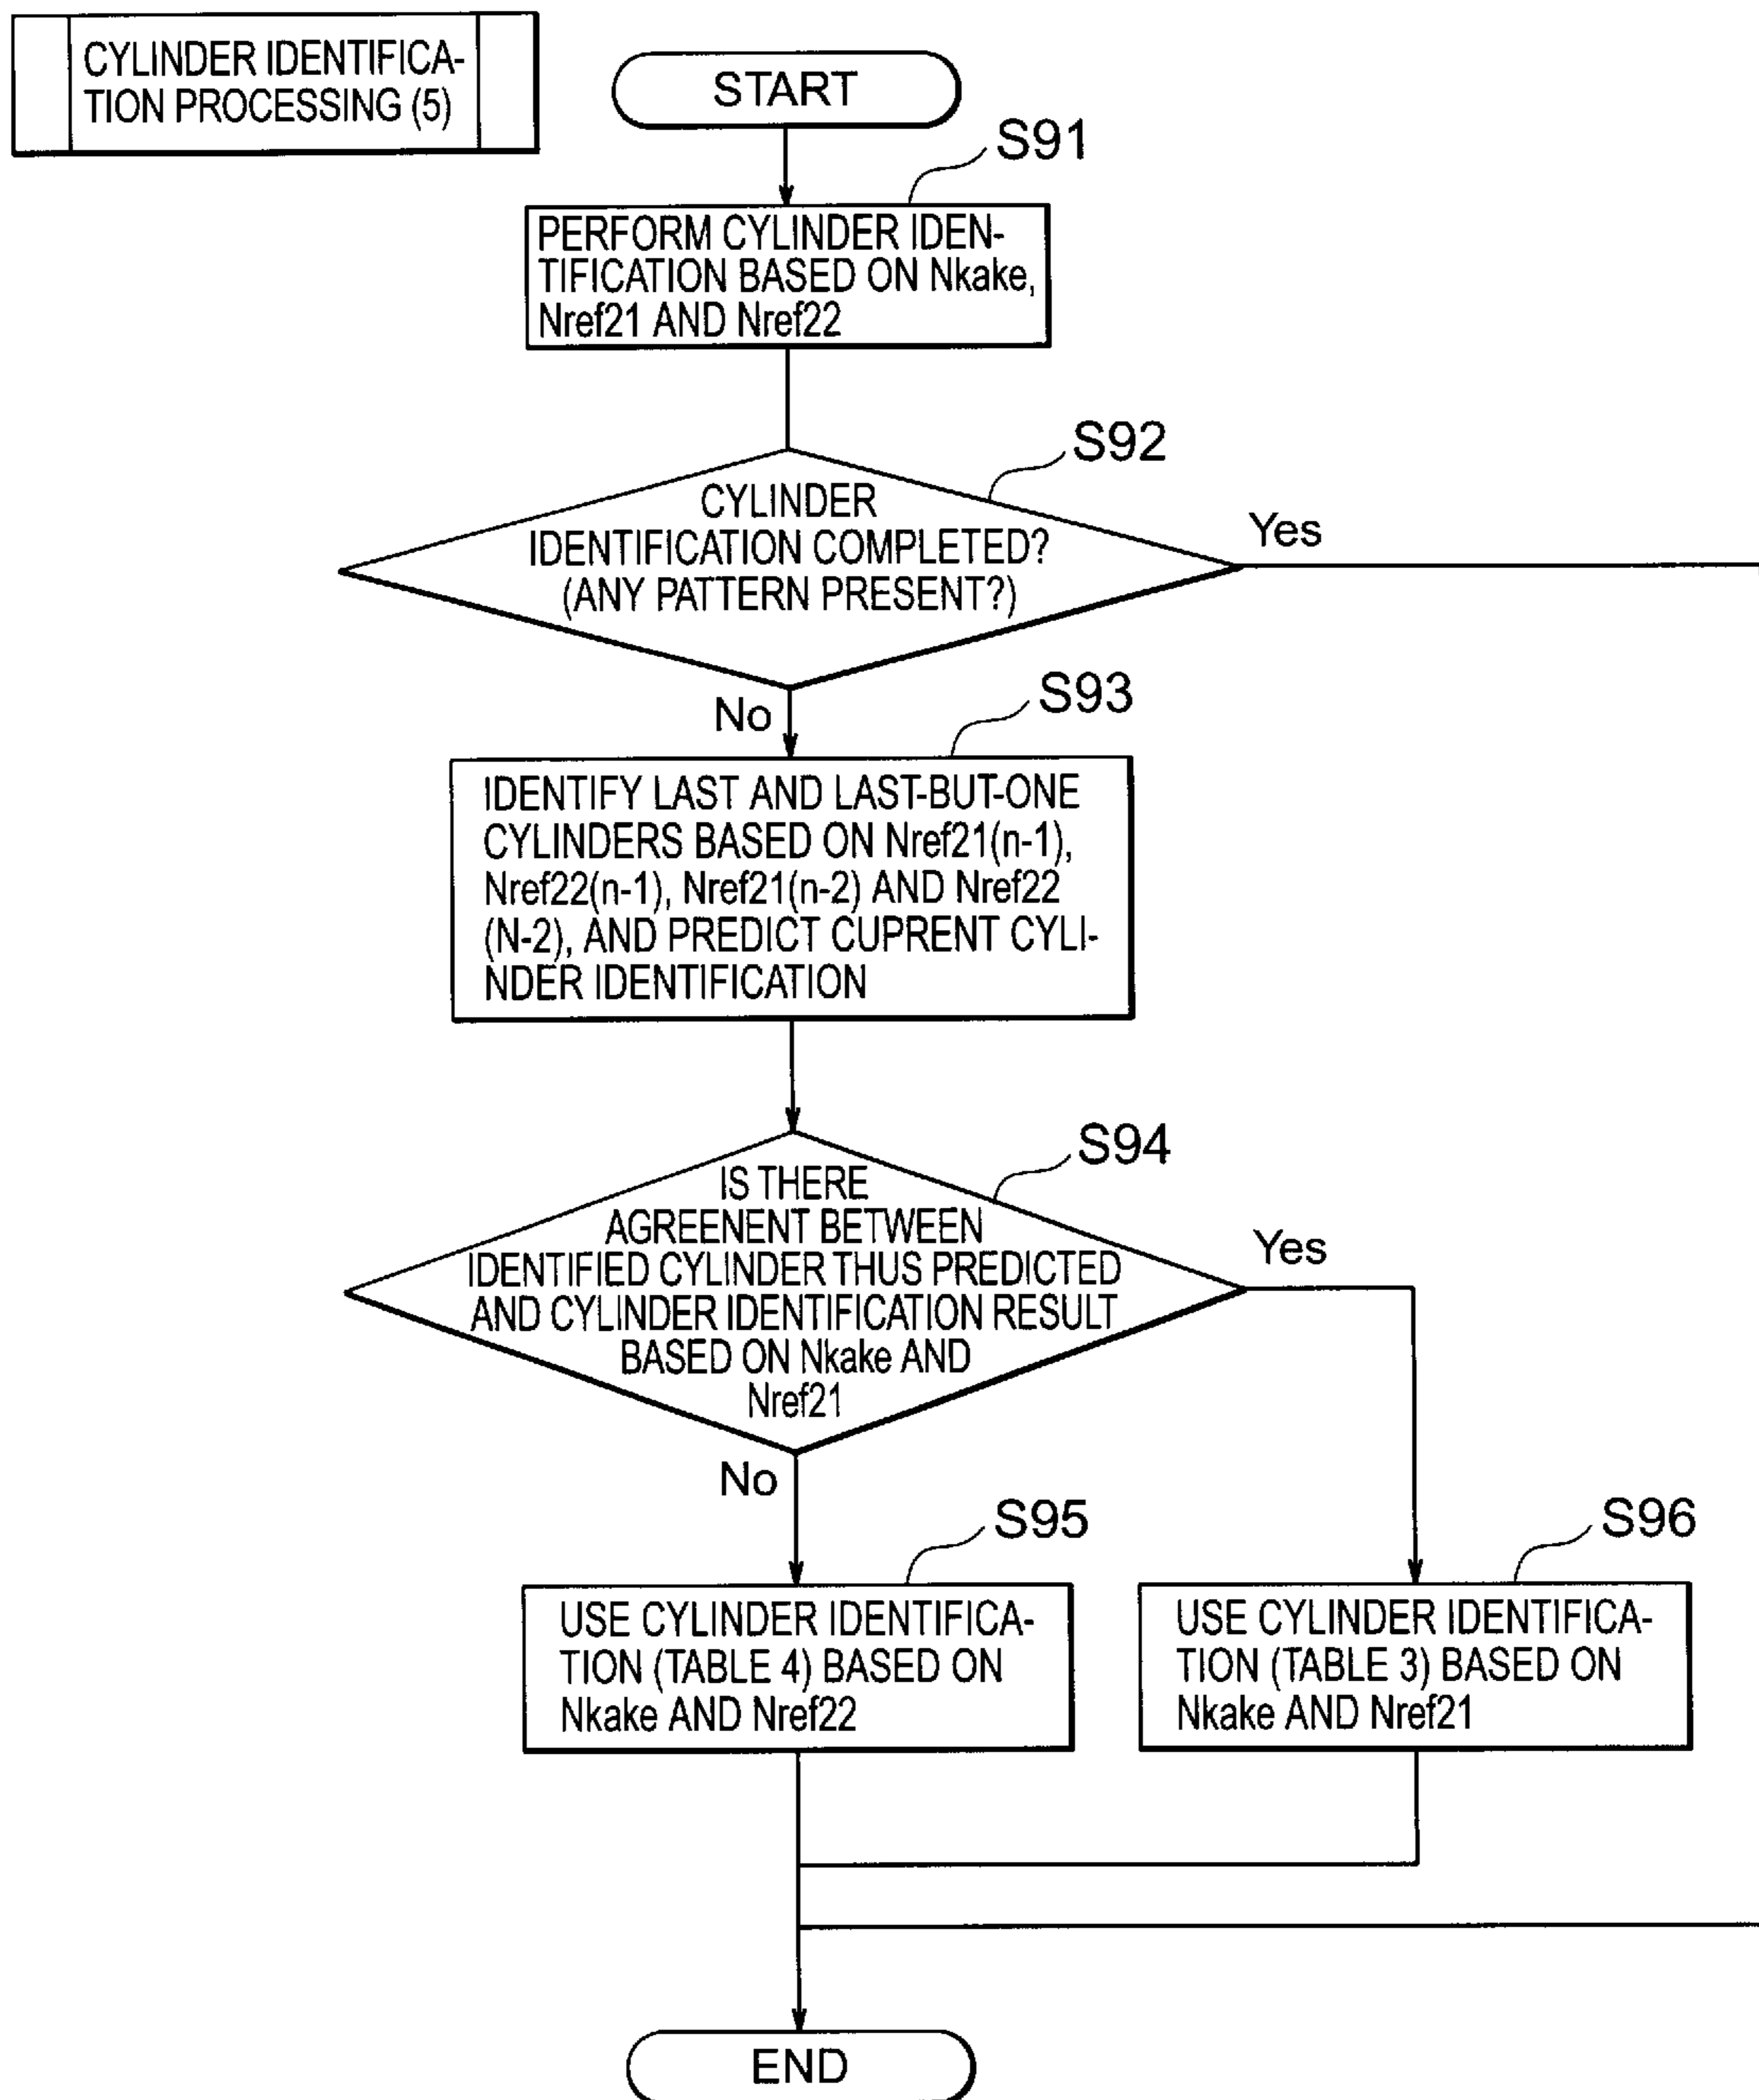 CYLINDER IDENTIFICA-
TION PROCESSING (5)
START
S91
PERFORM CYLINDER IDEN-
TIFICATION BASED ON Nkake,
Nref21 AND Nref22
S92
CYLINDER
IDENTIFICATION COMPLETED?
(ANY PATTERN PRESENT?)
Yes
No
S93
IDENTIFY LAST AND LAST-BUT-ONE
CYLINDERS BASED ON Nref21(n-1),
Nref22(n-1), Nref21(n-2) AND Nref22
(N-2), AND PREDICT CUPRENT CYLI-
NDER IDENTIFICATION
S94
IS THERE
AGREENENT BETWEEN
IDENTIFIED CYLINDER THUS PREDICTED
AND CYLINDER IDENTIFICATION RESULT
BASED ON Nkake AND
Nref21
Yes
No
S95
USE CYLINDER IDENTIFICA-
TION (TABLE 4) BASED ON
Nkake AND Nref22
S96
USE CYLINDER IDENTIFICA-
TION (TABLE 3) BASED ON
Nkake AND Nref21
END